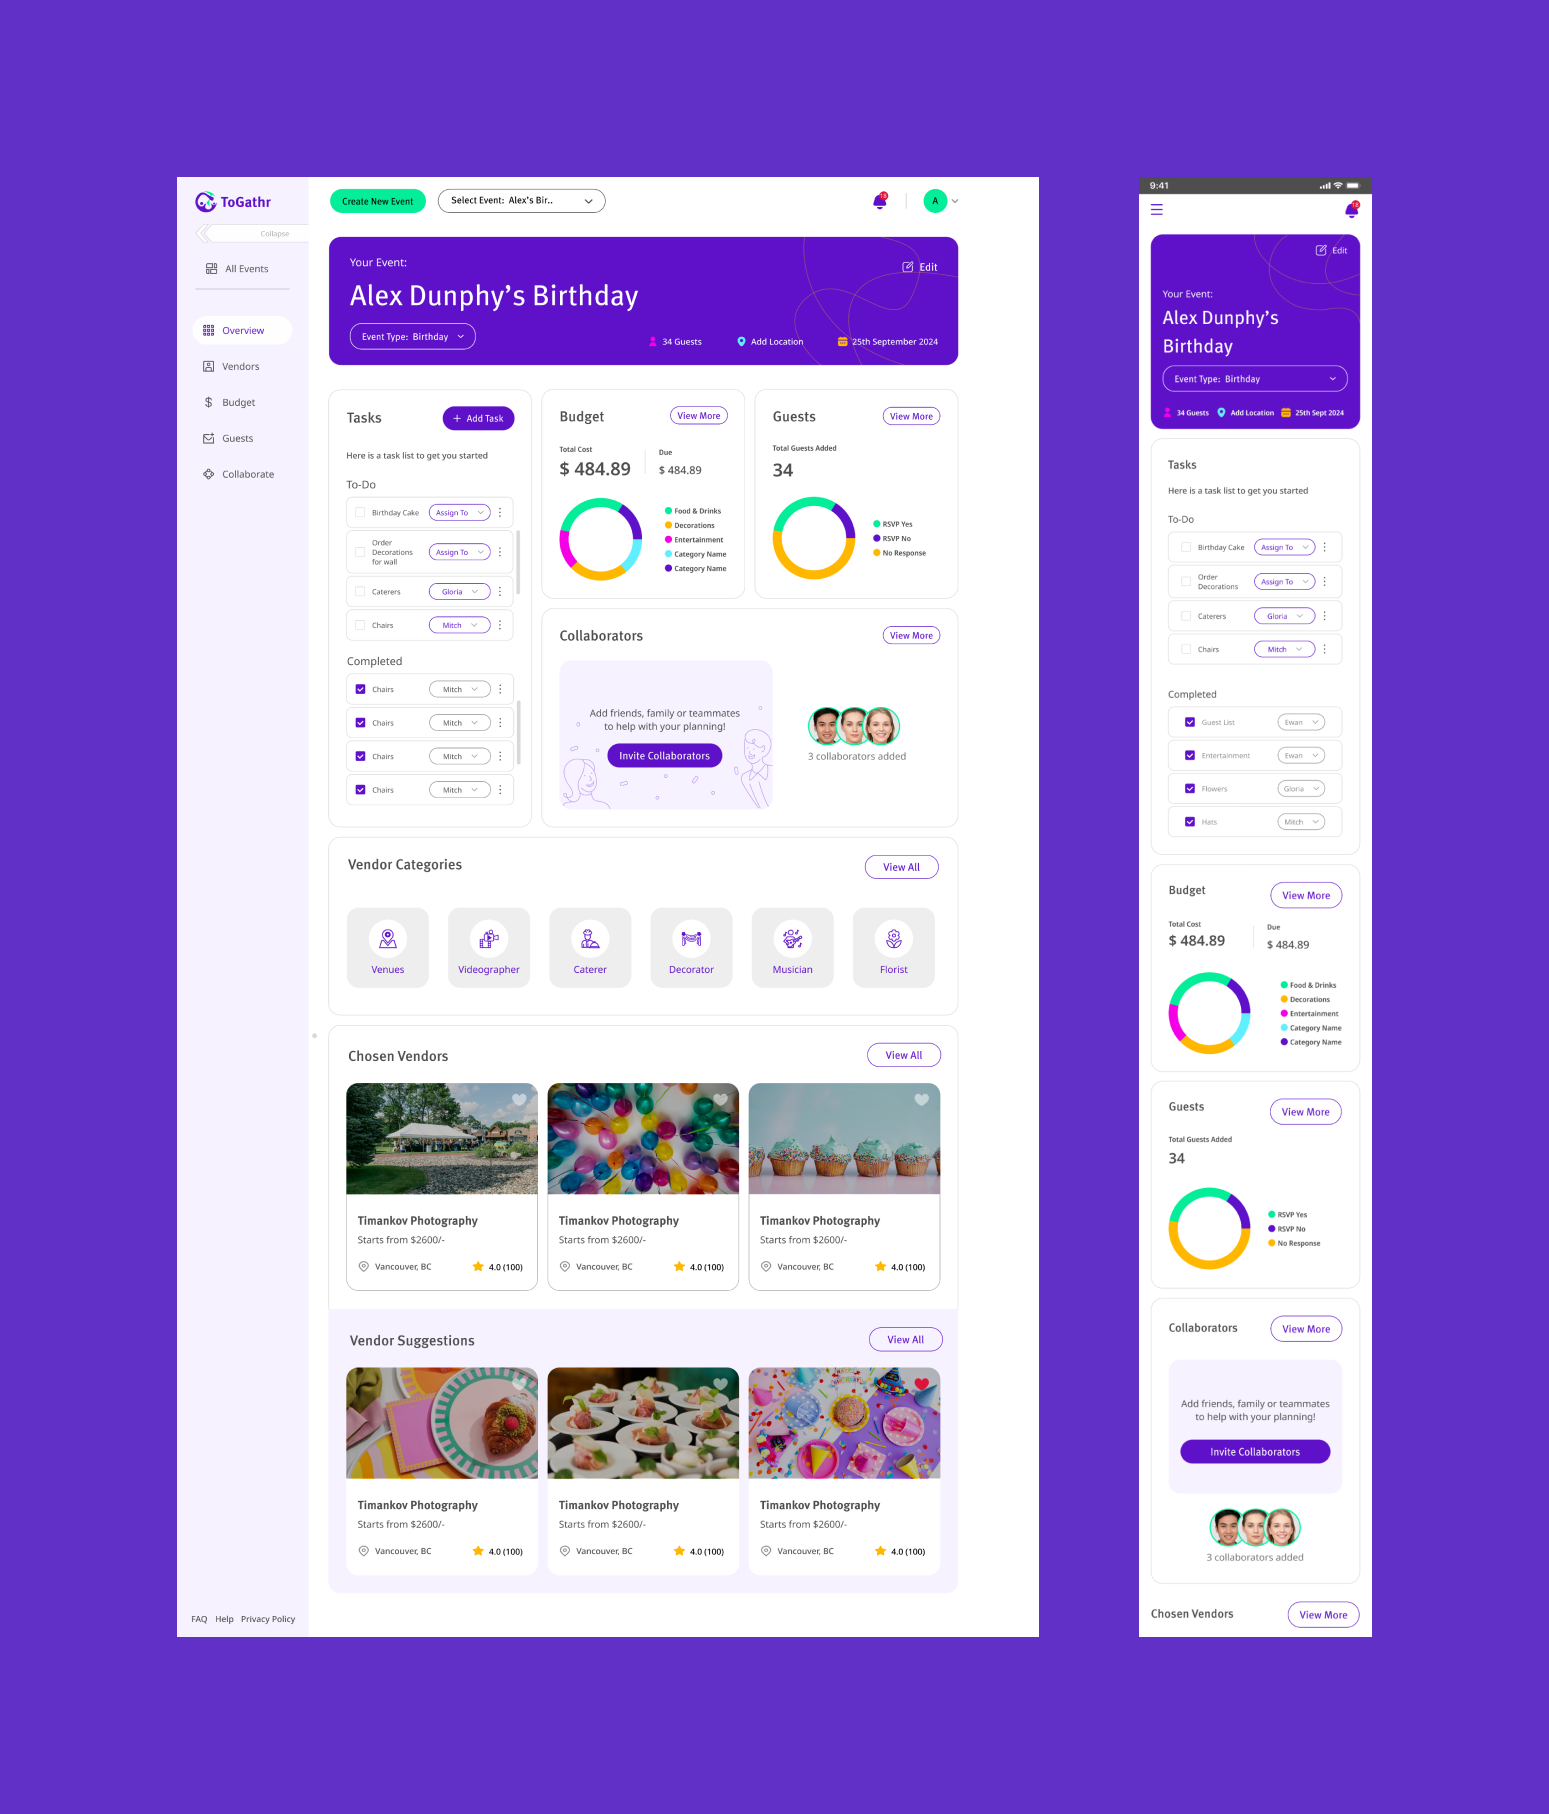 ToGathr
Collapse
All Events
Overview
Vendors
Budget
Guests
Collaborate
FAQ Help Privacy Policy
Create New Event
Select Event: Alex's Bir..
18
A
Your Event:
Edit
Alex Dunphy's Birthday
Event Type: Birthday
34 Guests
Add Location
25th September 2024
Tasks
+ Add Task
Here is a task list to get you started
To-Do
Birthday Cake Assign To
Order
Decorations
for wall
Assign To
Caterers Gloria
Chairs Mitch
Completed
Chairs Mitch
Chairs Mitch
Chairs Mitch
Chairs Mitch
Budget
View More
Total Cost
$ 484.89
Due
$ 484.89
Food & Drinks
Decorations
Entertainment
Category Name
Category Name
Guests
View More
Total Guests Added
34
RSVP Yes
RSVP No
No Response
Collaborators
View More
Add friends, family or teammates
to help with your planning!
Invite Collaborators
3 collaborators added
Vendor Categories
View All
Venues
Videographer
Caterer
Decorator
Musician
Florist
Chosen Vendors
View All
Timankov Photography
Starts from $2600/-
Vancouver, BC 4.0 (100)
Timankov Photography
Starts from $2600/-
Vancouver, BC 4.0 (100)
Timankov Photography
Starts from $2600/-
Vancouver, BC 4.0 (100)
Vendor Suggestions
View All
Timankov Photography
Starts from $2600/-
Vancouver, BC 4.0 (100)
Timankov Photography
Starts from $2600/-
Vancouver, BC 4.0 (100)
Timankov Photography
Starts from $2600/-
Vancouver, BC 4.0 (100)
9:41
18
Edit
Your Event:
Alex Dunphy's
Birthday
Event Type: Birthday
34 Guests Add Location 25th Sept 2024
Tasks
Here is a task list to get you started
To-Do
Birthday Cake Assign To
Order
Decorations
Assign To
Caterers Gloria
Chairs Mitch
Completed
Guest List Ewan
Entertainment Ewan
Flowers Gloria
Hats Mitch
Budget
View More
Total Cost
$ 484.89
Due
$ 484.89
Food & Drinks
Decorations
Entertainment
Category Name
Category Name
Guests
View More
Total Guests Added
34
RSVP Yes
RSVP No
No Response
Collaborators
View More
Add friends, family or teammates
to help with your planning!
Invite Collaborators
3 collaborators added
Chosen Vendors
View More